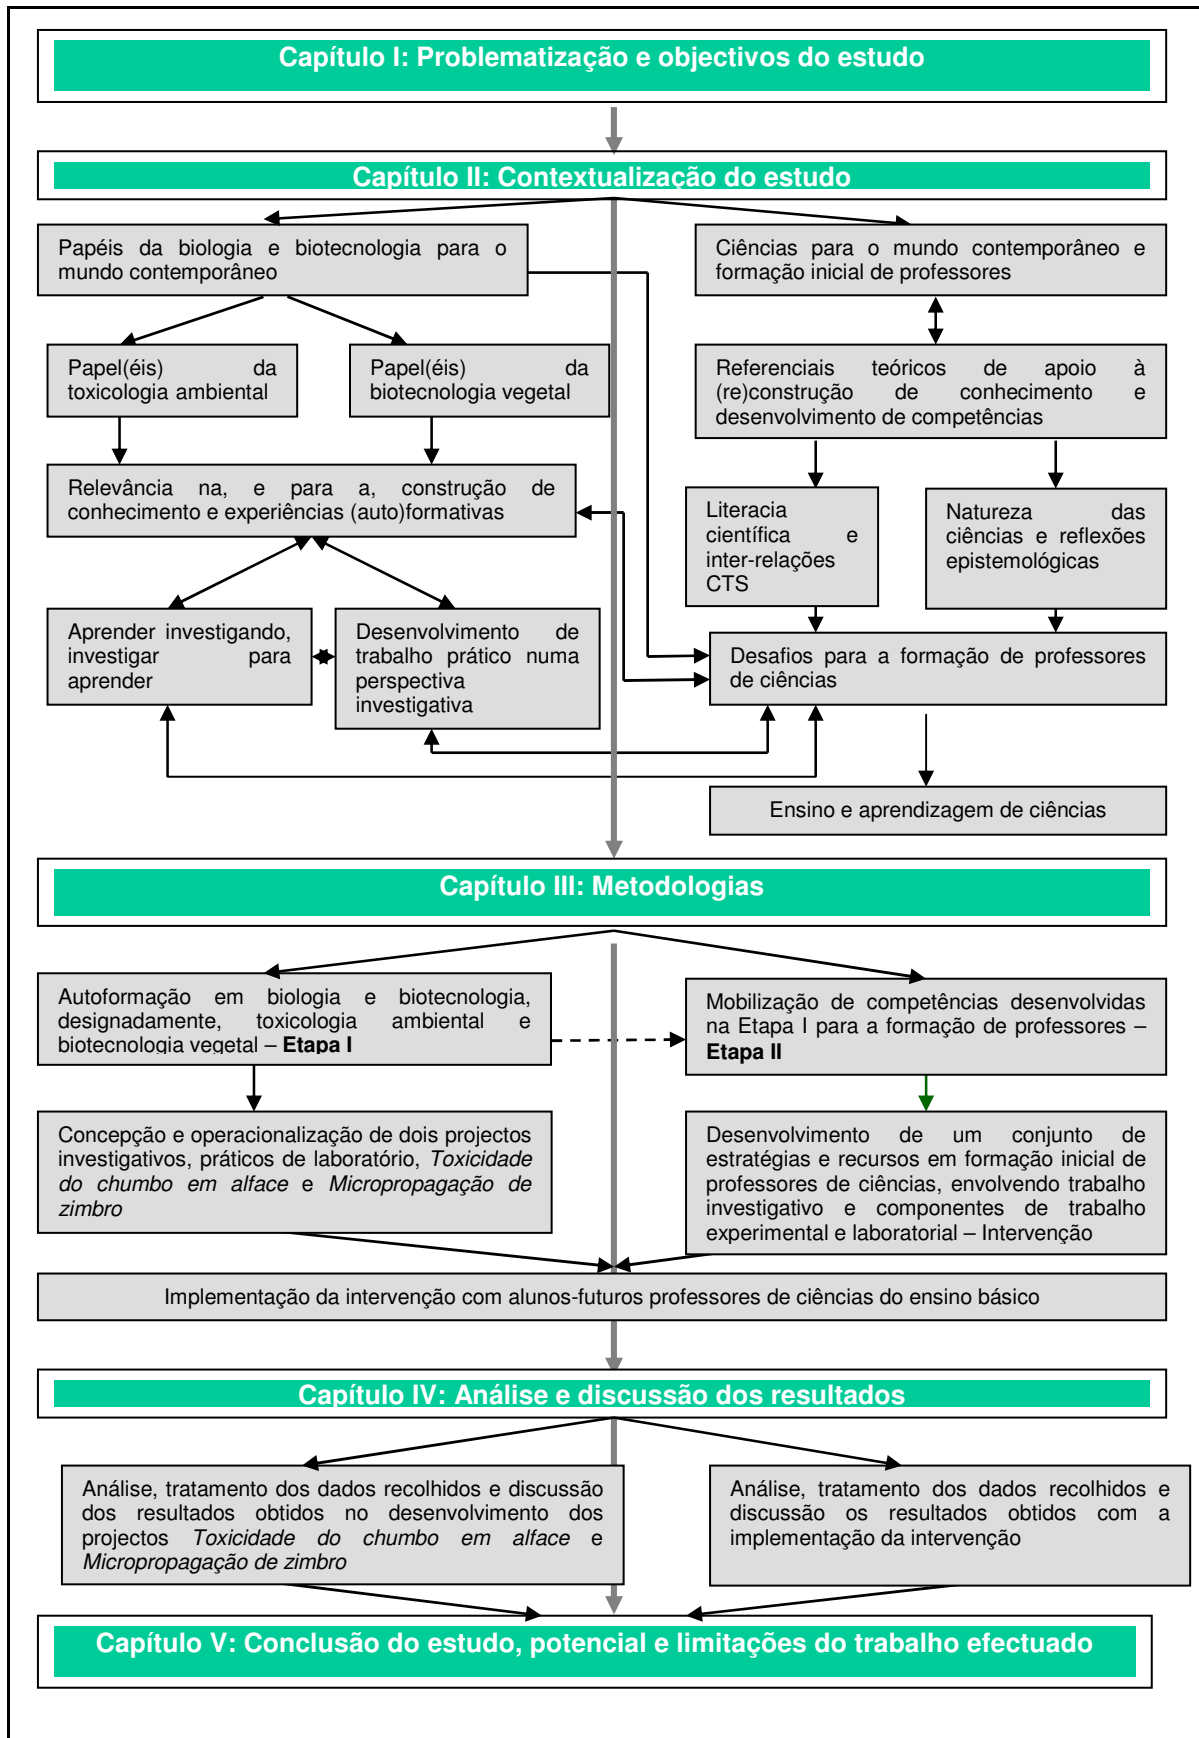 Capítulo I: Problematização e objectivos do estudo
Capítulo II: Contextualização do estudo
Papéis da biologia e biotecnologia para o
mundo contemporâneo
Ciências para o mundo contemporâneo e
formação inicial de professores
Papel(éis) da
toxicologia ambiental
Papel(éis) da
biotecnologia vegetal
Referenciais teóricos de apoio à
(re)construção de conhecimento e
desenvolvimento de competências
Relevância na, e para a, construção de
conhecimento e experiências (auto)formativas
Literacia
científica e
inter-relações
CTS
Natureza das
ciências e reflexões
epistemológicas
Aprender investigando,
investigar para
aprender
Desenvolvimento de
trabalho prático numa
perspectiva
investigativa
Desafios para a formação de professores
de ciências
Ensino e aprendizagem de ciências
Capítulo III: Metodologias
Autoformação em biologia e biotecnologia,
designadamente, toxicologia ambiental e
biotecnologia vegetal – Etapa I
Mobilização de competências desenvolvidas
na Etapa I para a formação de professores –
Etapa II
Concepção e operacionalização de dois projectos
investigativos, práticos de laboratório, Toxicidade
do chumbo em alface e Micropropagação de
zimbro
Desenvolvimento de um conjunto de
estratégias e recursos em formação inicial de
professores de ciências, envolvendo trabalho
investigativo e componentes de trabalho
experimental e laboratorial – Intervenção
Implementação da intervenção com alunos-futuros professores de ciências do ensino básico
Capítulo IV: Análise e discussão dos resultados
Análise, tratamento dos dados recolhidos e discussão
dos resultados obtidos no desenvolvimento dos
projectos Toxicidade do chumbo em alface e
Micropropagação de zimbro
Análise, tratamento dos dados recolhidos e
discussão os resultados obtidos com a
implementação da intervenção
Capítulo V: Conclusão do estudo, potencial e limitações do trabalho efectuado